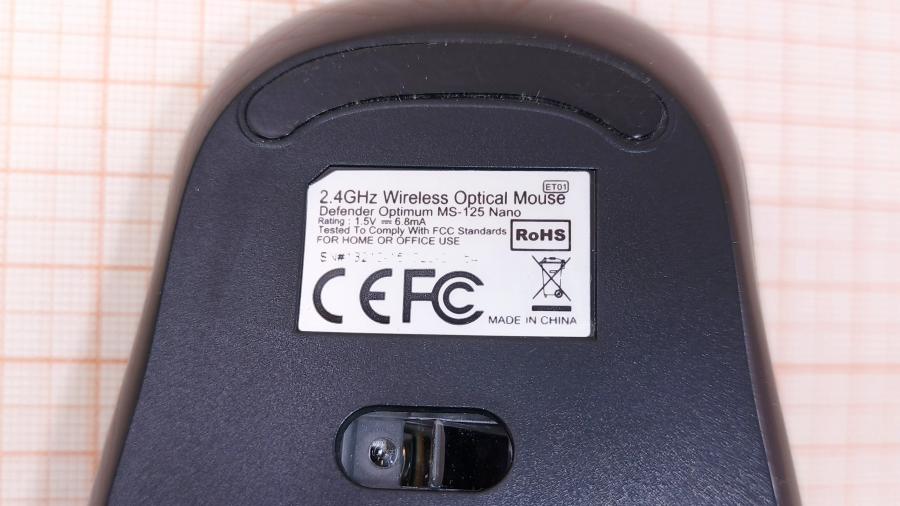 ET01
2.4GHz Wireless Optical Mouse
Defender Optimum MS-125 Nano
Rating : 1.5V ⎓ 6.8mA
Tested To Comply With FCC Standards
FOR HOME OR OFFICE USE
RoHS
CE FC
MADE IN CHINA